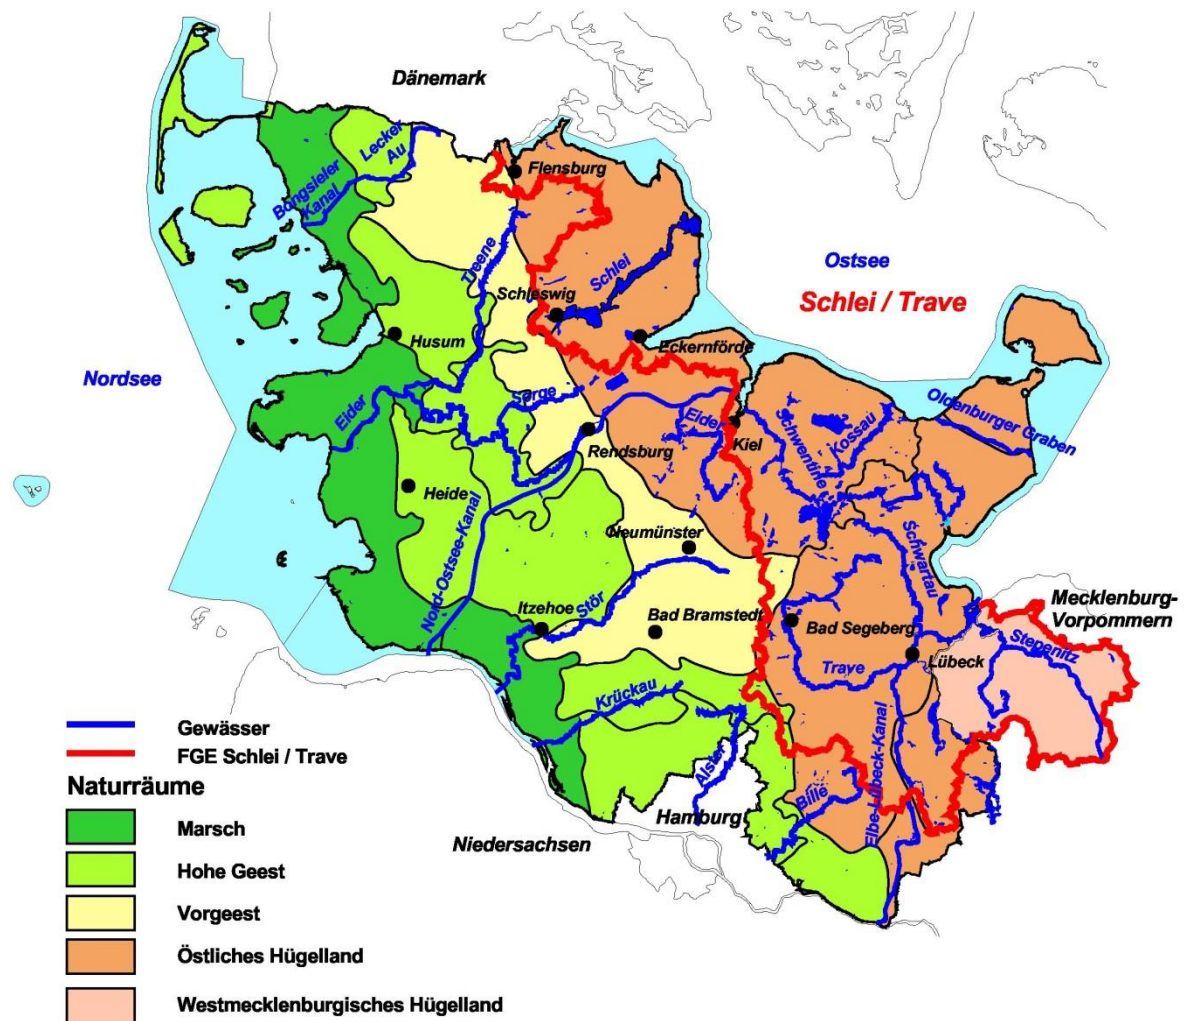 Dänemark
Lecker
Au
Bongsieler
Kanal
Flensburg
Treene
Schlei
Ostsee
Schleswig
Schlei / Trave
Husum
Eckernförde
Nordsee
Sorge
Eider
Eider
Oldenburger Graben
Kossau
Schwentine
Kiel
Rendsburg
Heide
Neumünster
Schwartau
Nord-Ostsee-Kanal
Mecklenburg-
Vorpommern
Itzehoe
Stör
Bad Bramstedt
Bad Segeberg
Stepenitz
Lübeck
Trave
Krückau
Elbe-Lübeck-Kanal
Alster
Bille
Hamburg
Niedersachsen
Gewässer
FGE Schlei / Trave
Naturräume
Marsch
Hohe Geest
Vorgeest
Östliches Hügelland
Westmecklenburgisches Hügelland